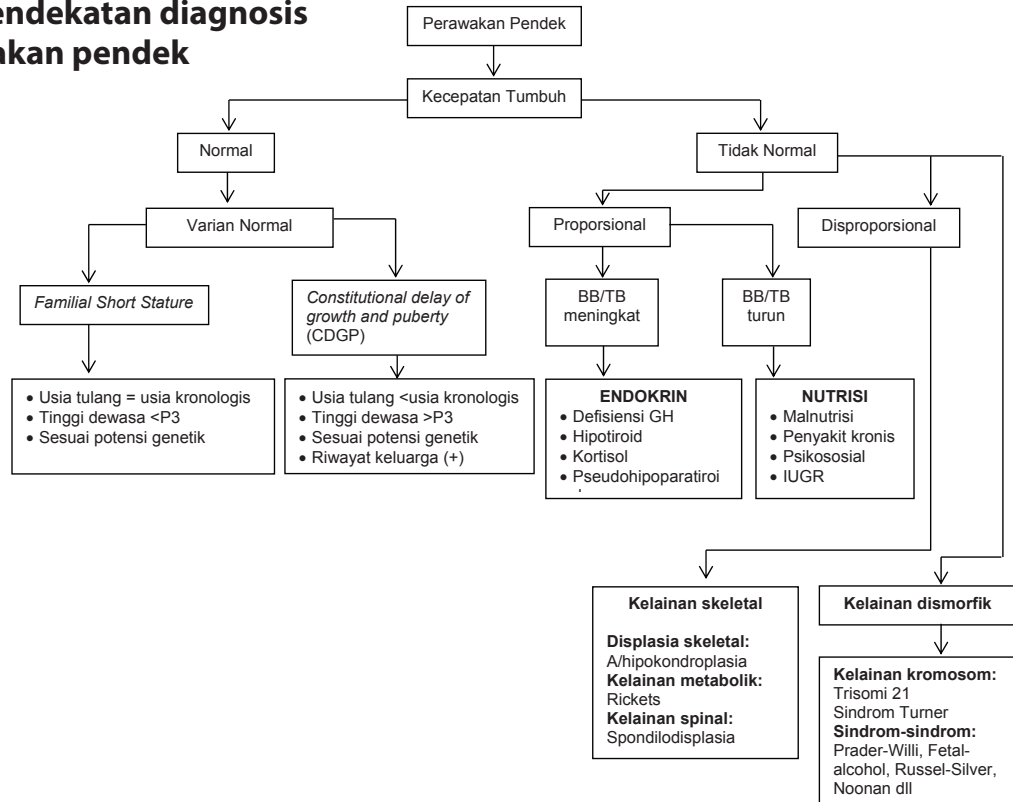 endekatan diagnosis
akan pendek
Perawakan Pendek
Kecepatan Tumbuh
Normal
Tidak Normal
Varian Normal
Proporsional
Disproporsional
Familial Short Stature
Constitutional delay of
growth and puberty
(CDGP)
BB/TB
meningkat
BB/TB
turun
• Usia tulang = usia kronologis
• Tinggi dewasa <P3
• Sesuai potensi genetik
• Usia tulang <usia kronologis
• Tinggi dewasa >P3
• Sesuai potensi genetik
• Riwayat keluarga (+)
ENDOKRIN
• Defisiensi GH
• Hipotiroid
• Kortisol
• Pseudohipoparatiroi
NUTRISI
• Malnutrisi
• Penyakit kronis
• Psikososial
• IUGR
Kelainan skeletal
Displasia skeletal:
A/hipokondroplasia
Kelainan metabolik:
Rickets
Kelainan spinal:
Spondilodisplasia
Kelainan dismorfik
Kelainan kromosom:
Trisomi 21
Sindrom Turner
Sindrom-sindrom:
Prader-Willi, Fetal-
alcohol, Russel-Silver,
Noonan dll